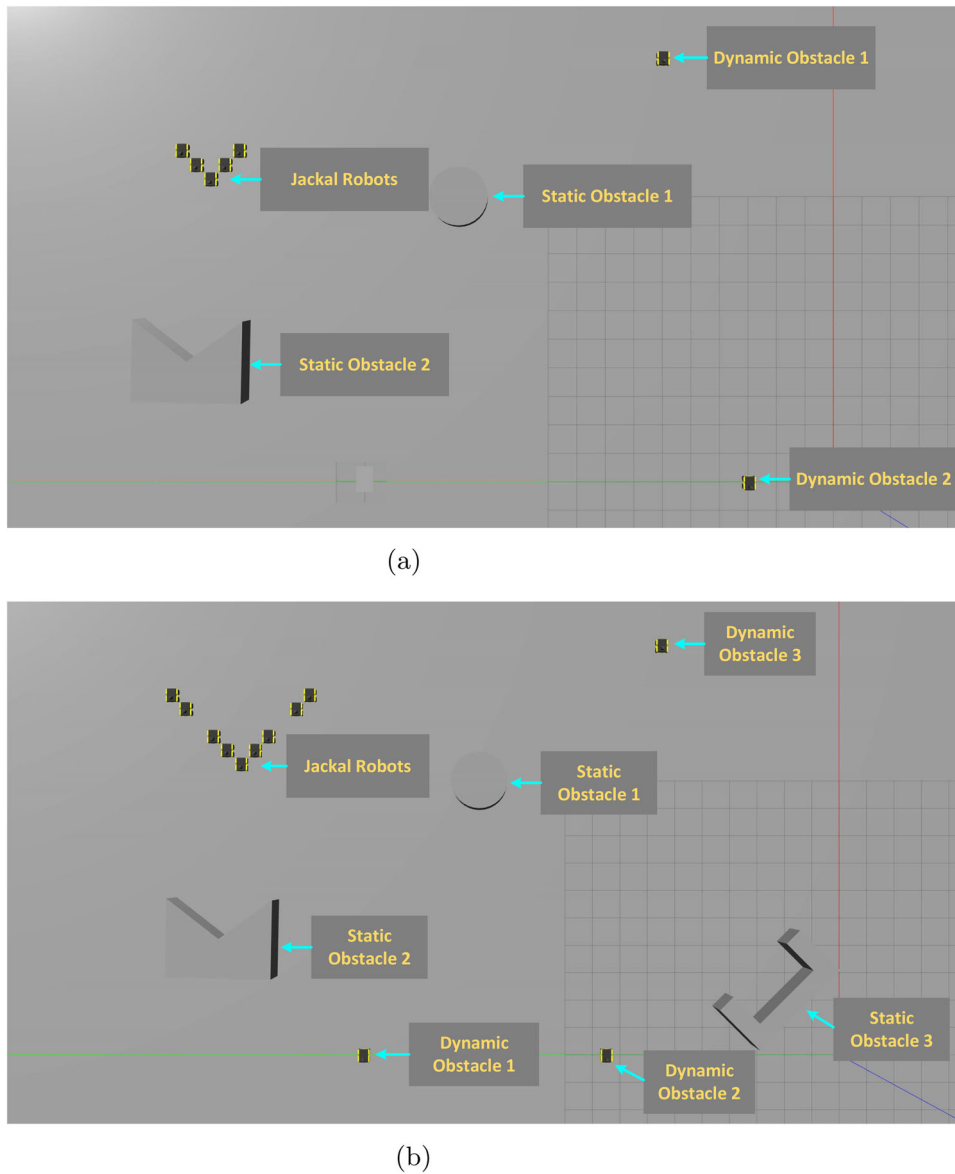 Dynamic Obstacle 1
Jackal Robots
Static Obstacle 1
Static Obstacle 2
Dynamic Obstacle 2
(a)
Dynamic
Obstacle 3
Jackal Robots
Static
Obstacle 1
Static
Obstacle 2
Static
Obstacle 3
Dynamic
Obstacle 1
Dynamic
Obstacle 2
(b)